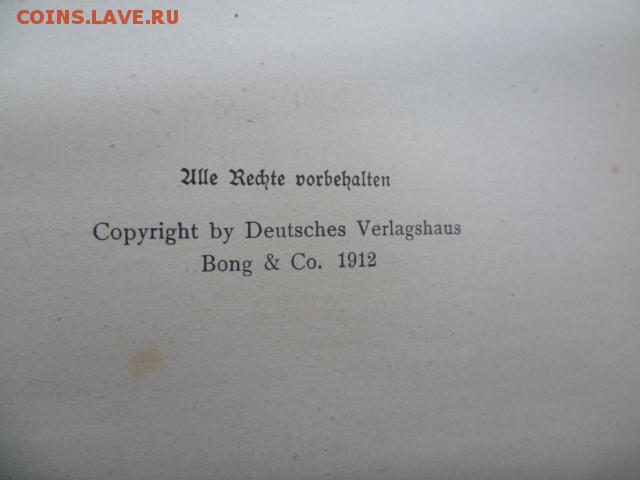 COINS.LAVE.RU
Alle Rechte vorbehalten
Copyright by Deutsches Verlagshaus
Bong & Co. 1912